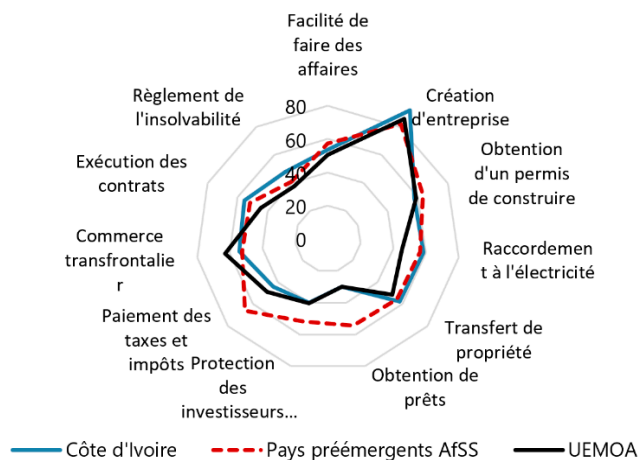 Facilité de
faire des
affaires
Création
d'entreprise
Obtention
d'un permis
de construire
Raccordemen
t à l'électricité
Transfert de
propriété
Obtention de
prêts
Protection
des
investisseurs...
Paiement des
taxes et
impôts
Commerce
transfrontalie
r
Exécution des
contrats
Règlement de
l'insolvabilité
80
60
40
20
0
Côte d'Ivoire
Pays préémergents AfSS
UEMOA